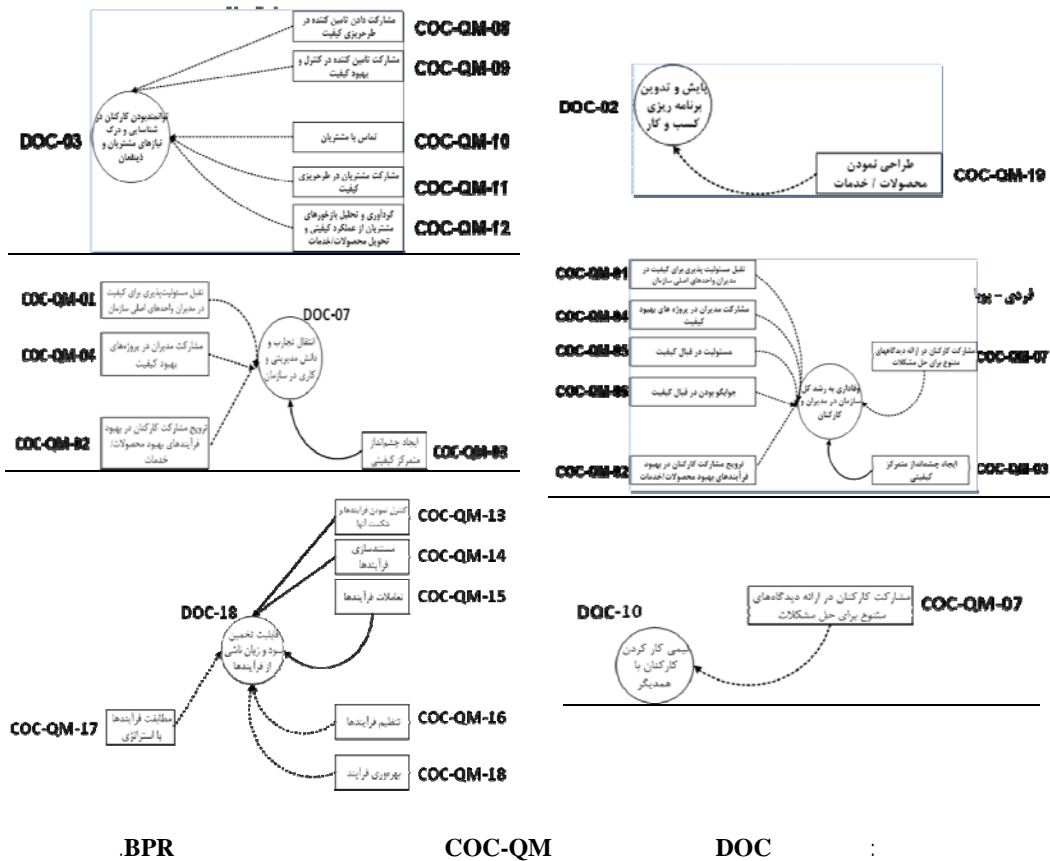 مشارکت دادن تامین کننده در
طرحریزی کیفیت
COC-QM-08
مشارکت تامین کننده در کنترل و
بهبود کیفیت
COC-QM-09
DOC-03
توانمندبودن کارکنان در
شناسایی و درک
نیازهای مشتریان و
ذینفعان
تماس با مشتریان
COC-QM-10
مشارکت مشتریان در طرحریزی
کیفیت
COC-QM-11
گردآوری و تحلیل بازخورهای
مشتریان از عملکرد کیفیتی و
تحویل محصولات/خدمات
COC-QM-12
DOC-02
پایش و تدوین
برنامه ریزی
کسب و کار
طراحی نمودن
محصولات / خدمات
COC-QM-19
COC-QM-01
تقبل مسئولیت‌پذیری برای کیفیت
در مدیران واحدهای اصلی سازمان
DOC-07
انتقال تجارب و
دانش مدیریتی و
کاری در سازمان
COC-QM-04
مشارکت مدیران در پروژه‌های
بهبود کیفیت
COC-QM-02
ترویج مشارکت کارکنان در بهبود
فرآیندهای بهبود محصولات/
خدمات
ایجاد چشم‌انداز
متمرکز کیفیتی
COC-QM-03
COC-QM-01
تقبل مسئولیت پذیری برای کیفیت در
مدیران واحدهای اصلی سازمان
COC-QM-04
مشارکت مدیران در پروژه های بهبود
کیفیت
COC-QM-05
مسئولیت در قبال کیفیت
COC-QM-06
جوابگو بودن در قبال کیفیت
COC-QM-02
ترویج مشارکت کارکنان در بهبود
فرآیندهای بهبود محصولات/خدمات
وفاداری به رشد کل
سازمان در مدیران و
کارکنان
فردی –
مشارکت کارکنان در ارائه دیدگاههای
متنوع برای حل مشکلات
COC-QM-07
ایجاد چشمانداز متمرکز
کیفیتی
COC-QM-03
کنترل نمودن فرآیندها و
شکست آنها
COC-QM-13
مستندسازی
فرآیندها
COC-QM-14
تعاملات فرآیندها
COC-QM-15
DOC-18
قابلیت تخمین
سود و زیان ناشی
از فرآیندها
COC-QM-17
مطابقت فرآیندها
با استراتژی
تنظیم فرآیندها
COC-QM-16
بهره‌وری فرآیند
COC-QM-18
DOC-10
تیمی کار کردن
کارکنان با
همدیگر
مشارکت کارکنان در ارائه دیدگاه‌های
متنوع برای حل مشکلات
COC-QM-07
: DOC COC-QM BPR.